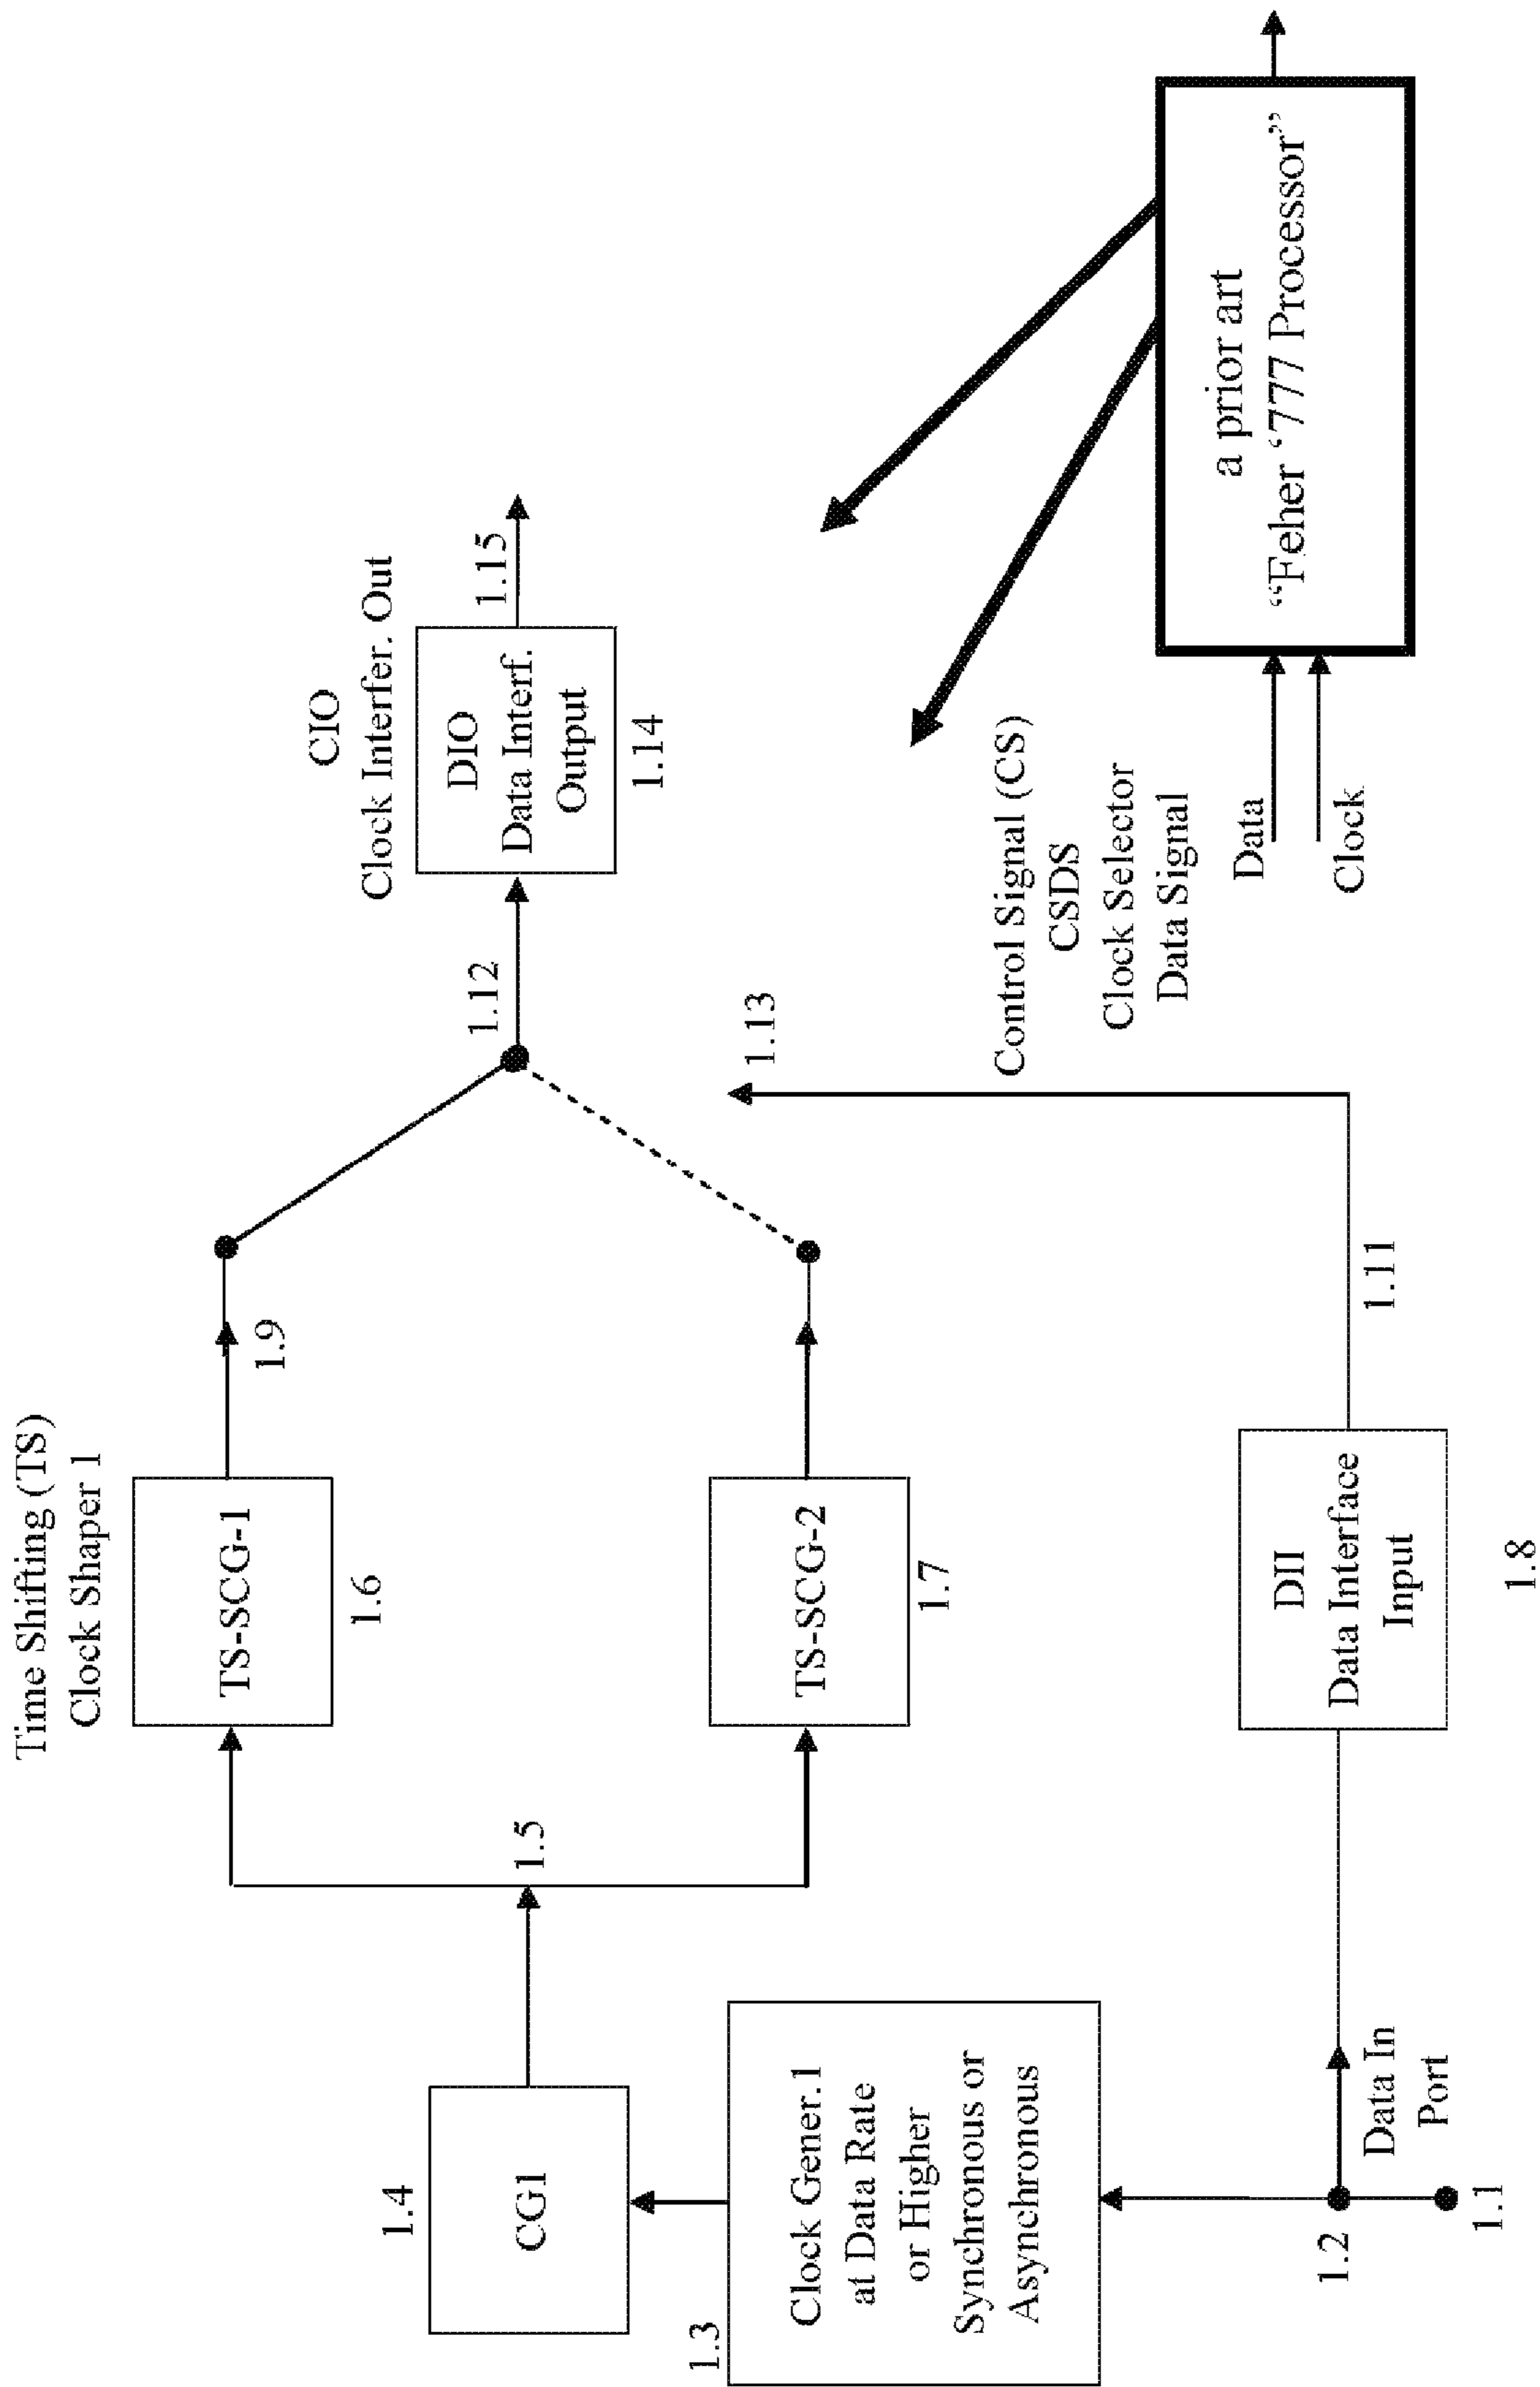 Time Shifting (TS)
Clock Shaper 1
TS-SCG-1
1.6
1.9
CIO
Clock Interfer. Out
DIO
Data Interf.
Output
1.14
1.15
1.12
1.4
CG1
1.5
TS-SCG-2
1.7
1.13
1.3
Clock Gener.1
at Data Rate
or Higher
Synchronous or
Asynchronous
Control Signal (CS)
CSDS
Clock Selector
Data Signal
1.2
1.1
Data In
Port
DII
Data Interface
Input
1.8
1.11
Data
Clock
a prior art
“Feher ‘777 Processor”